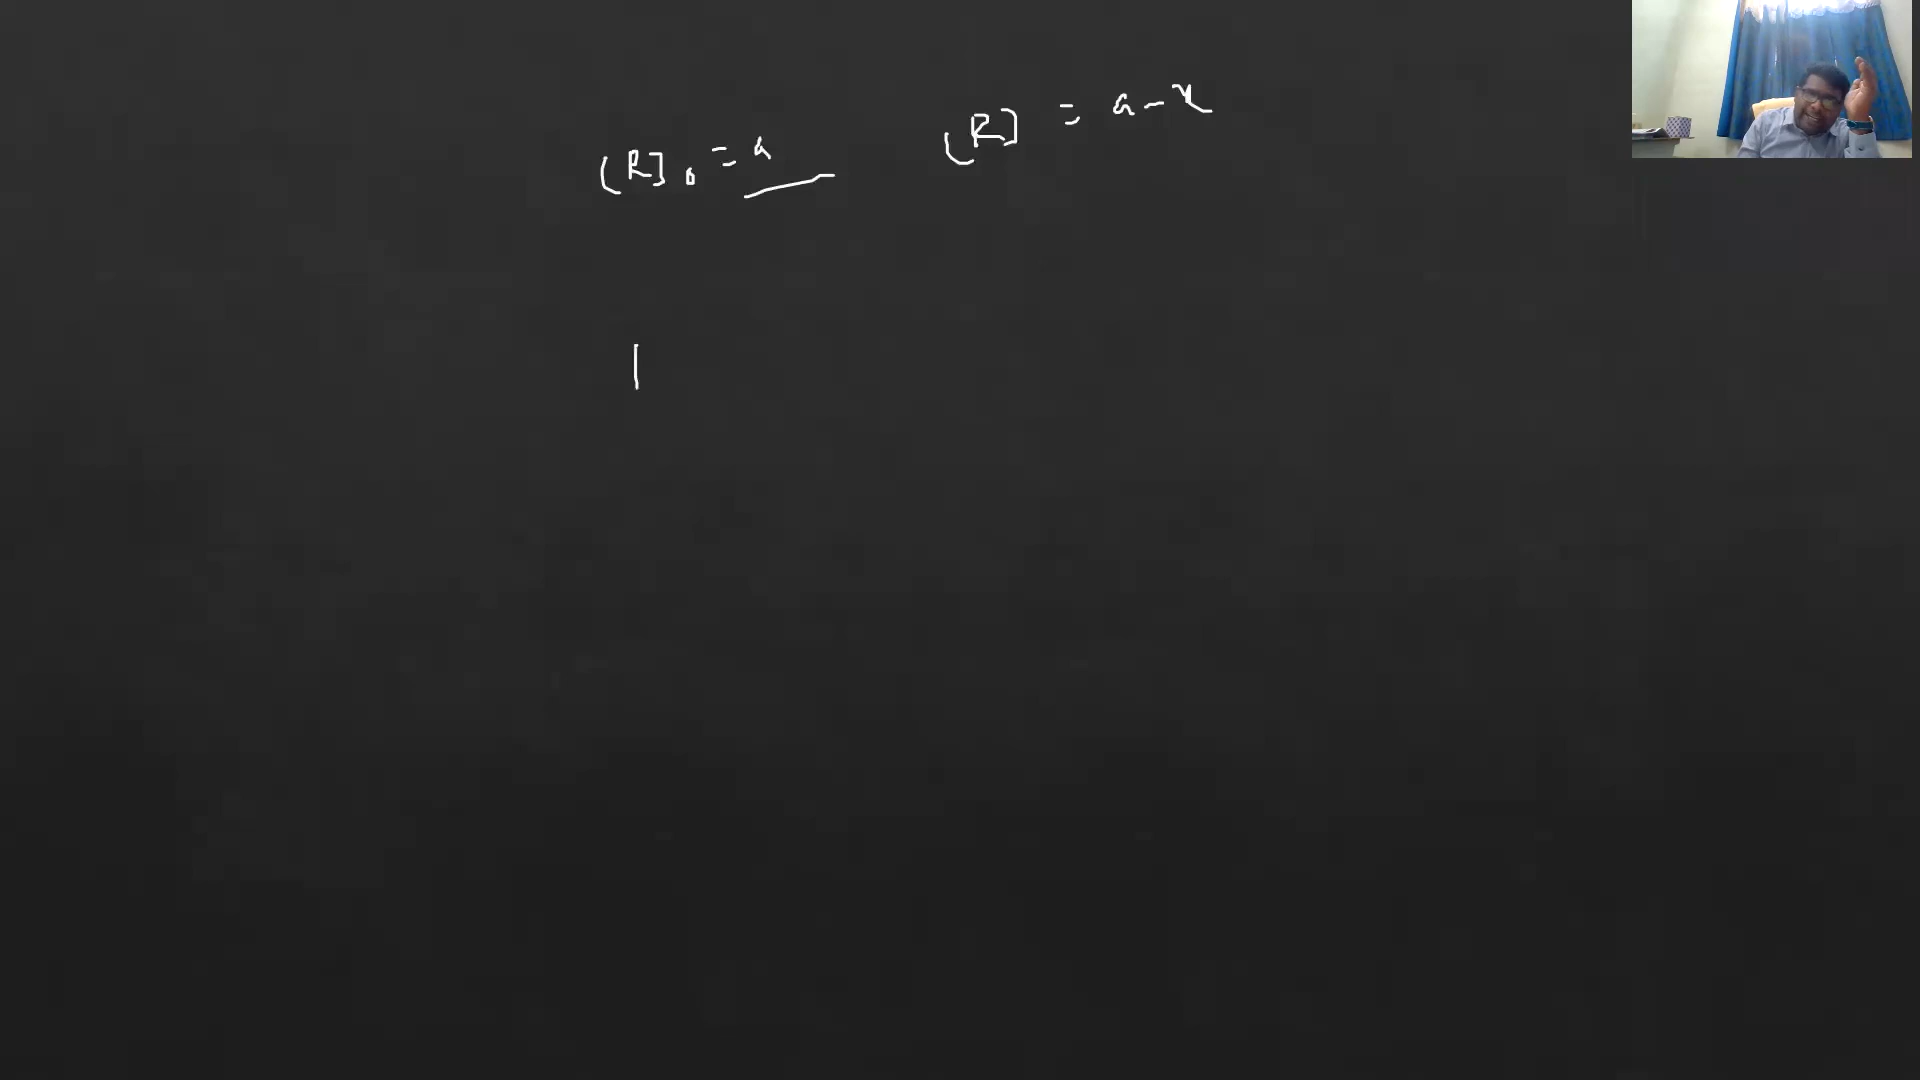 [R]₀ = a [R] = a-x
|